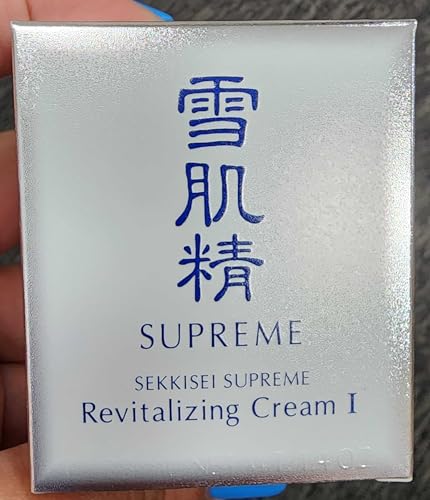 雪肌精
SUPREME
SEKKISEI SUPREME
Revitalizing Cream I